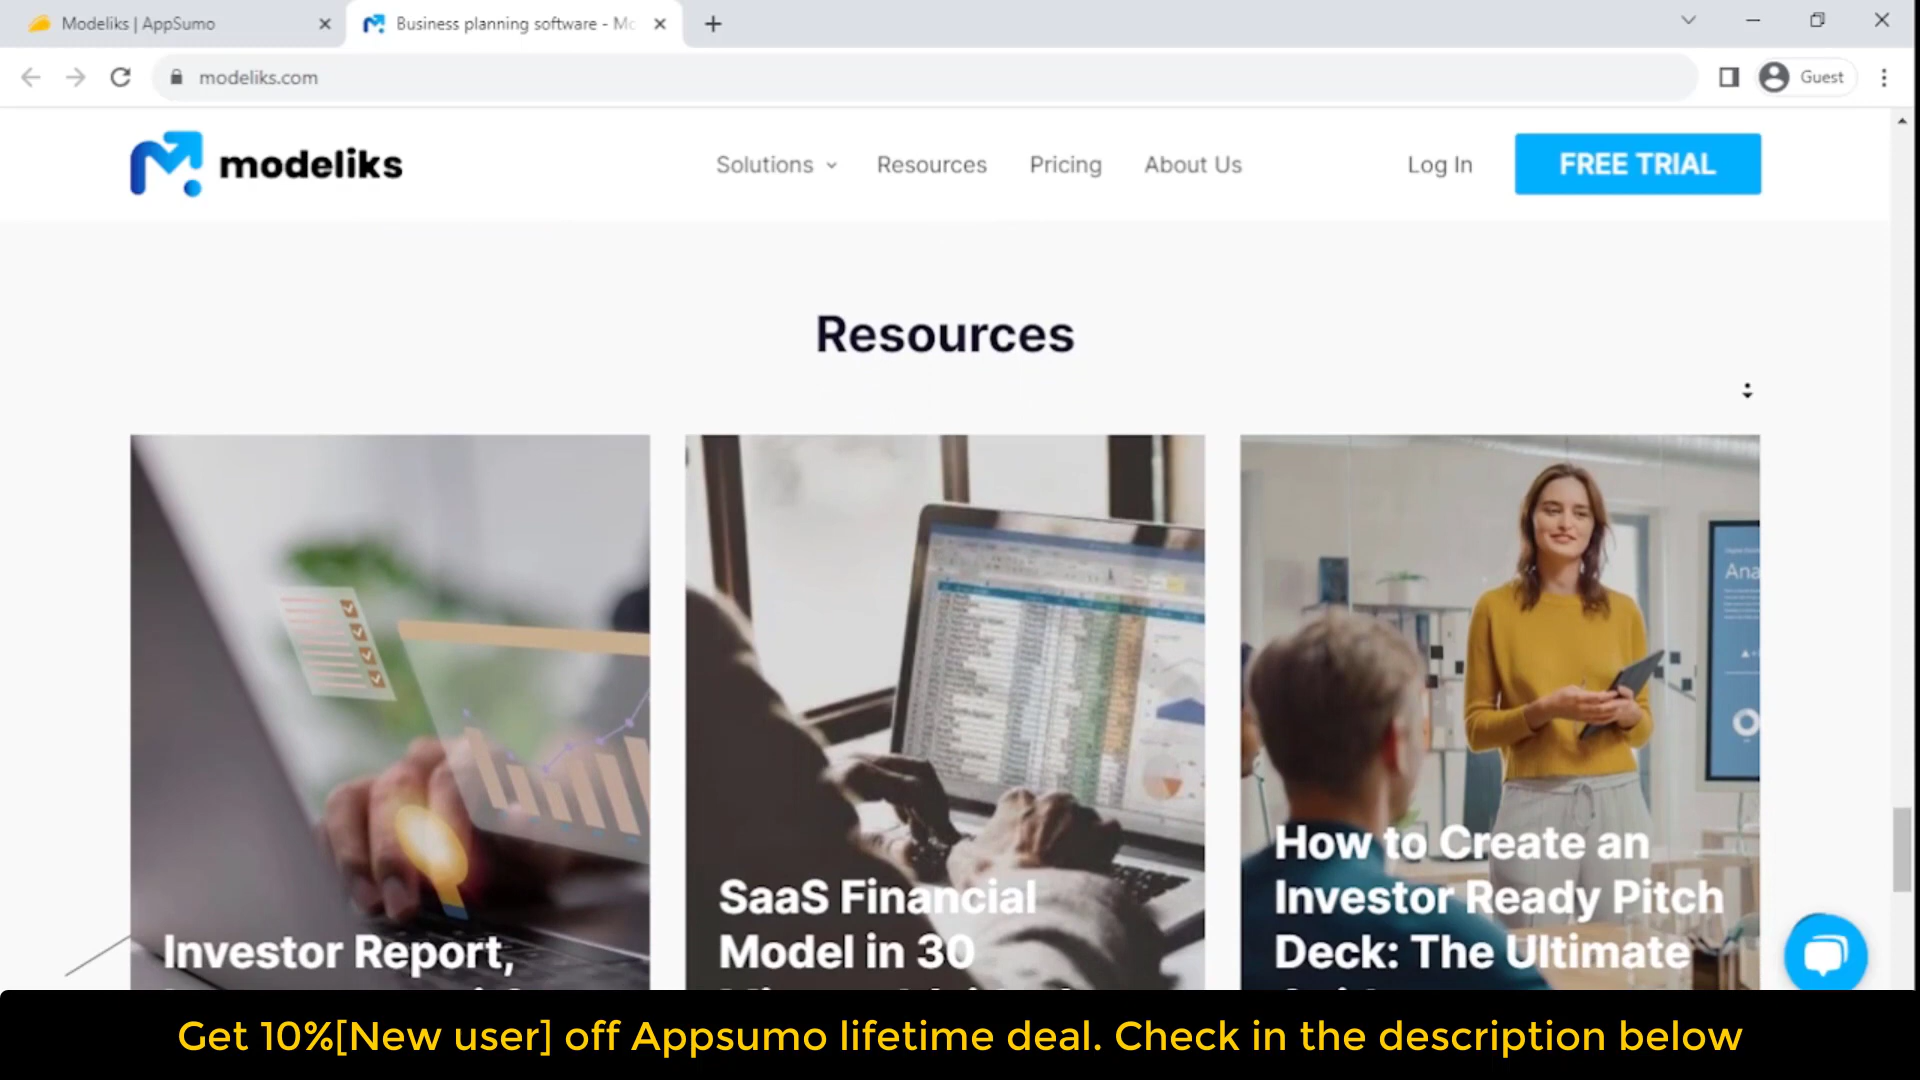 Modeliks | AppSumo
Business planning software - Mo
modeliks.com
Guest
modeliks
Solutions
Resources
Pricing
About Us
Log In
FREE TRIAL
Resources
Ana
Investor Report,
SaaS Financial
Model in 30
How to Create an
Investor Ready Pitch
Deck: The Ultimate
Get 10%[New user] off Appsumo lifetime deal. Check in the description below